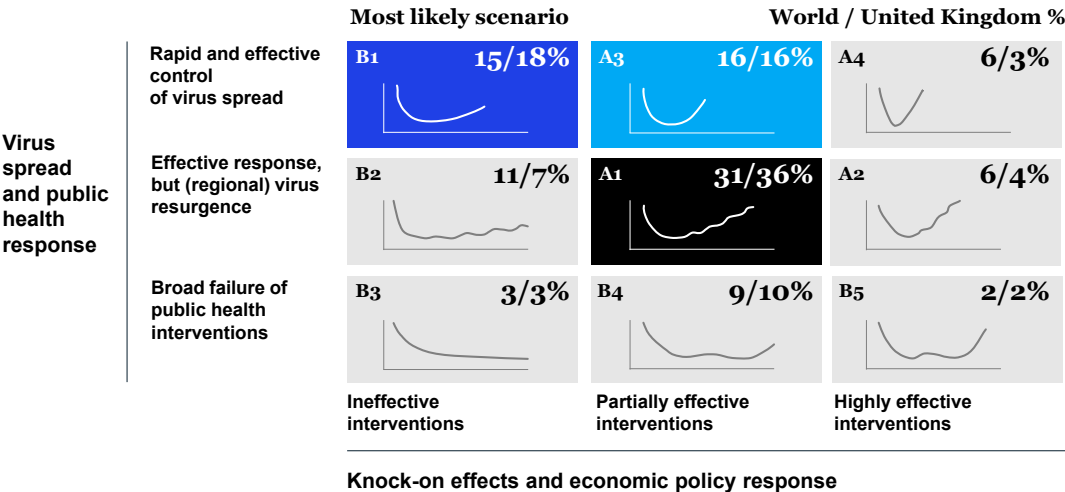 Most likely scenario
World / United Kingdom %
Virus
spread
and public
health
response
Rapid and effective
control
of virus spread
B1 15/18%
A3 16/16%
A4 6/3%
Effective response,
but (regional) virus
resurgence
B2 11/7%
A1 31/36%
A2 6/4%
Broad failure of
public health
interventions
B3 3/3%
B4 9/10%
B5 2/2%
Ineffective
interventions
Partially effective
interventions
Highly effective
interventions
Knock-on effects and economic policy response